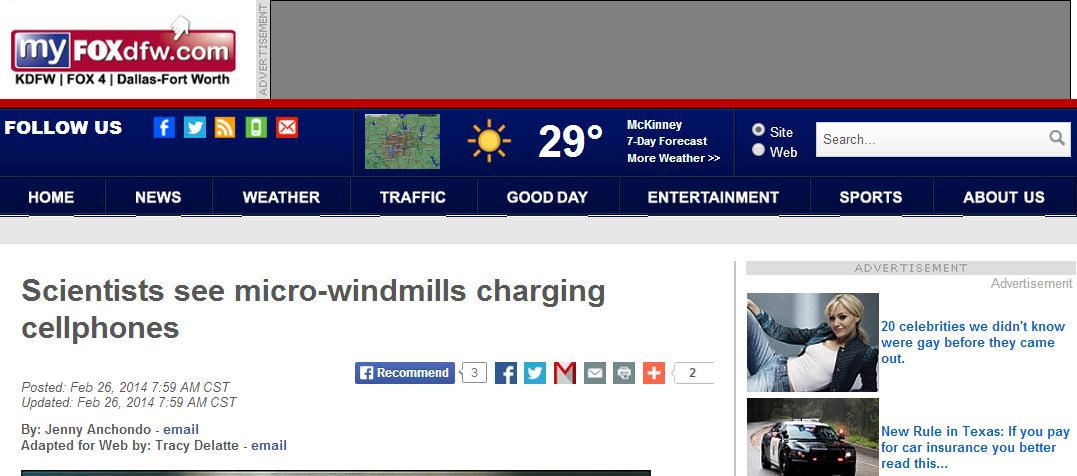 myFOXdfw.com
KDFW | FOX 4 | Dallas-Fort Worth
ADVERTISEMENT
FOLLOW US
29°
McKinney
7-Day Forecast
More Weather >>
Site
Web
Search...
HOME
NEWS
WEATHER
TRAFFIC
GOOD DAY
ENTERTAINMENT
SPORTS
ABOUT US
Scientists see micro-windmills charging
cellphones
Recommend
3
2
Posted: Feb 26, 2014 7:59 AM CST
Updated: Feb 26, 2014 7:59 AM CST
By: Jenny Anchondo - email
Adapted for Web by: Tracy Delatte - email
ADVERTISEMENT
Advertisement
20 celebrities we didn't know
were gay before they came
out.
New Rule in Texas: If you pay
for car insurance you better
read this...